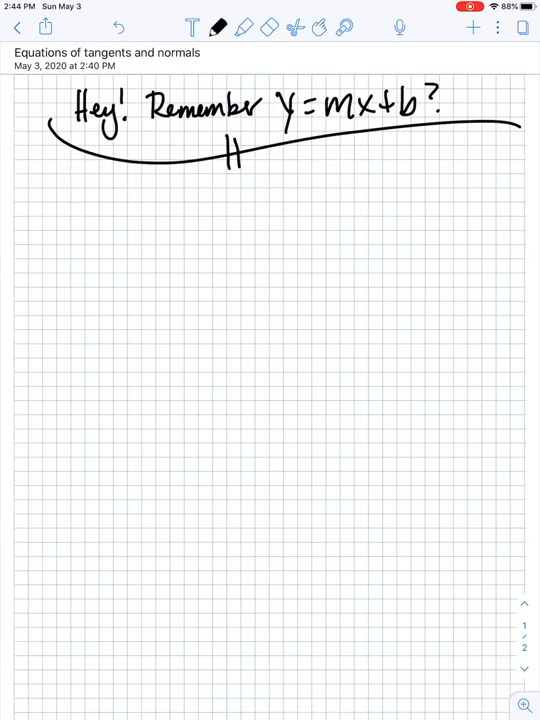 2:44 PM Sun May 3
88%
T
Equations of tangents and normals
May 3, 2020 at 2:40 PM
Hey! Remember y=mx+b?
1
/
2